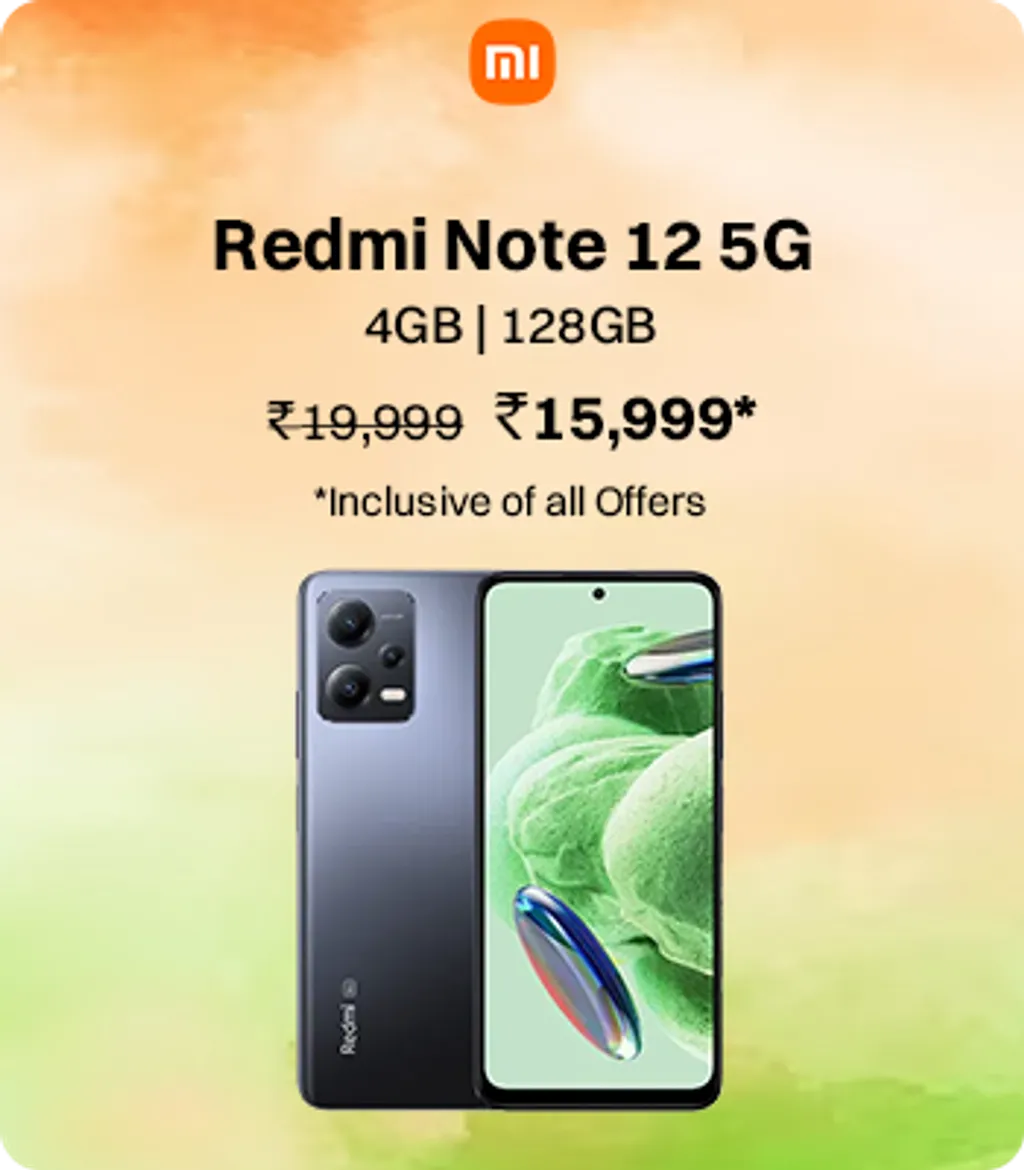 mi
Redmi Note 12 5G
4GB | 128GB
₹19,999 ₹15,999*
*Inclusive of all Offers
Redmi